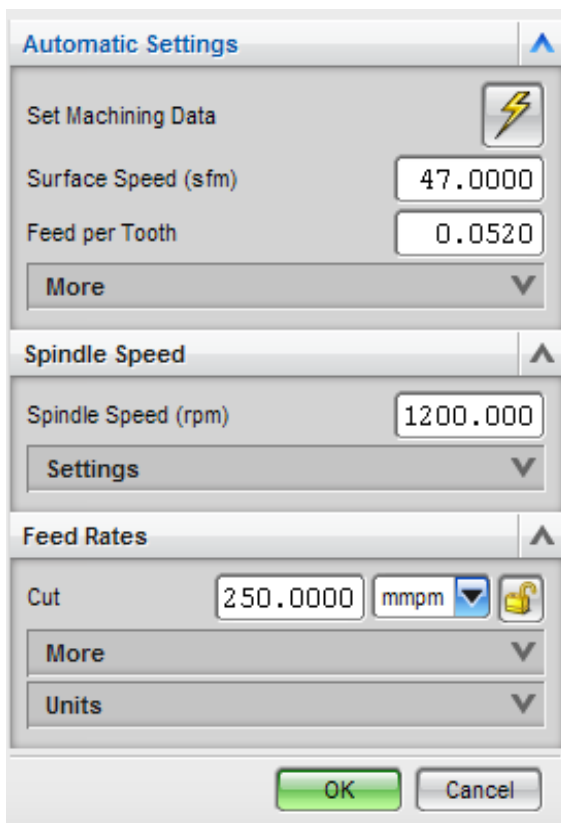 Automatic Settings
Set Machining Data
Surface Speed (sfm) 47.0000
Feed per Tooth 0.0520
More
Spindle Speed
Spindle Speed (rpm) 1200.000
Settings
Feed Rates
Cut 250.0000 mmpm
More
Units
OK Cancel